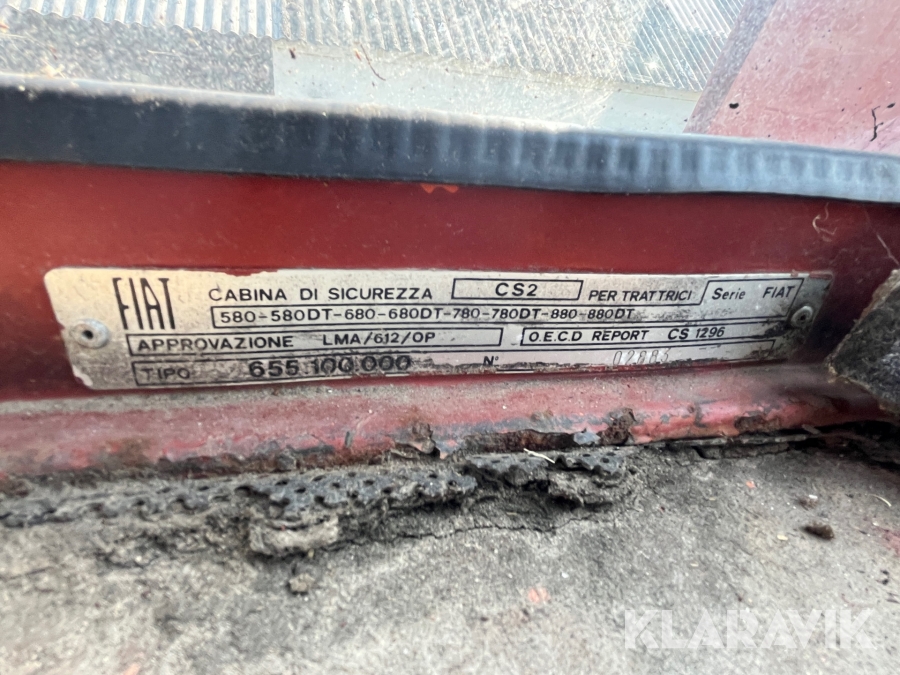 FIAT CABINA DI SICUREZZA CS2 PER TRATTRICI Serie FIAT
580-580DT-680-680DT-780-780DT-880-880DT
APPROVAZIONE LMA/612/OP O.E.C.D REPORT CS 1296
TIPO 655.100.000 N° 02883
KLARAVIK